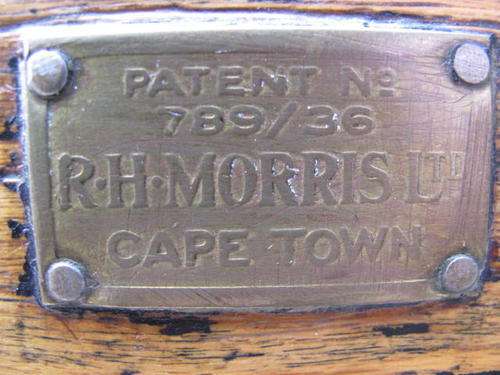 PATENT No
789/36
R·H·MORRIS LTD
CAPE TOWN